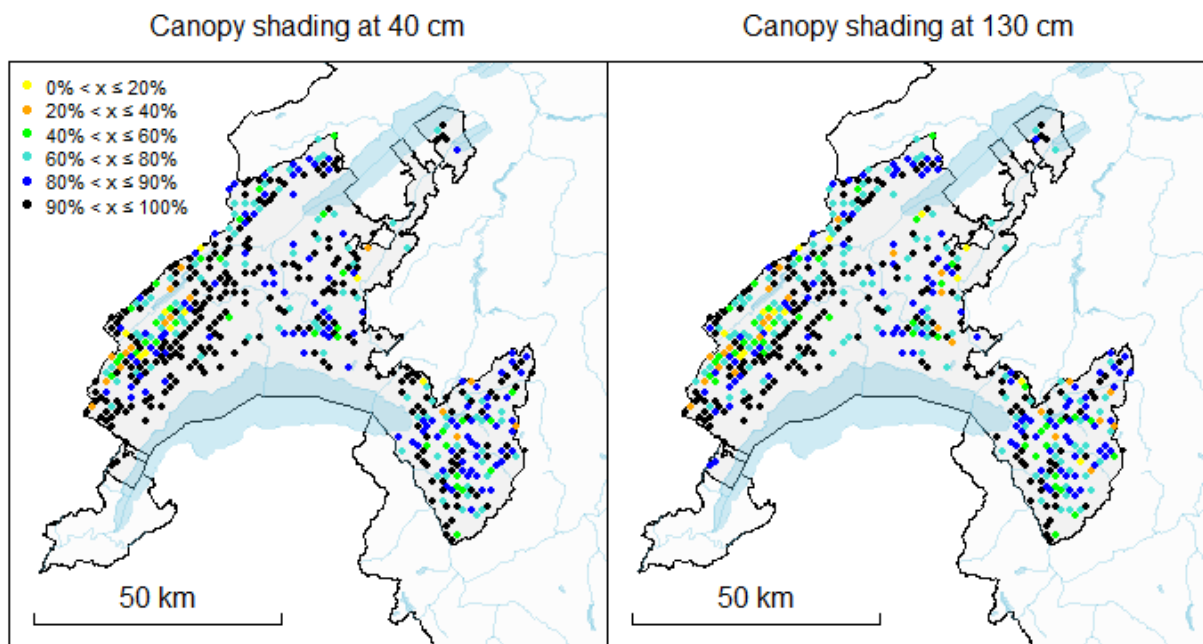 Canopy shading at 40 cm
Canopy shading at 130 cm
0% < x ≤ 20%
20% < x ≤ 40%
40% < x ≤ 60%
60% < x ≤ 80%
80% < x ≤ 90%
90% < x ≤ 100%
50 km
50 km